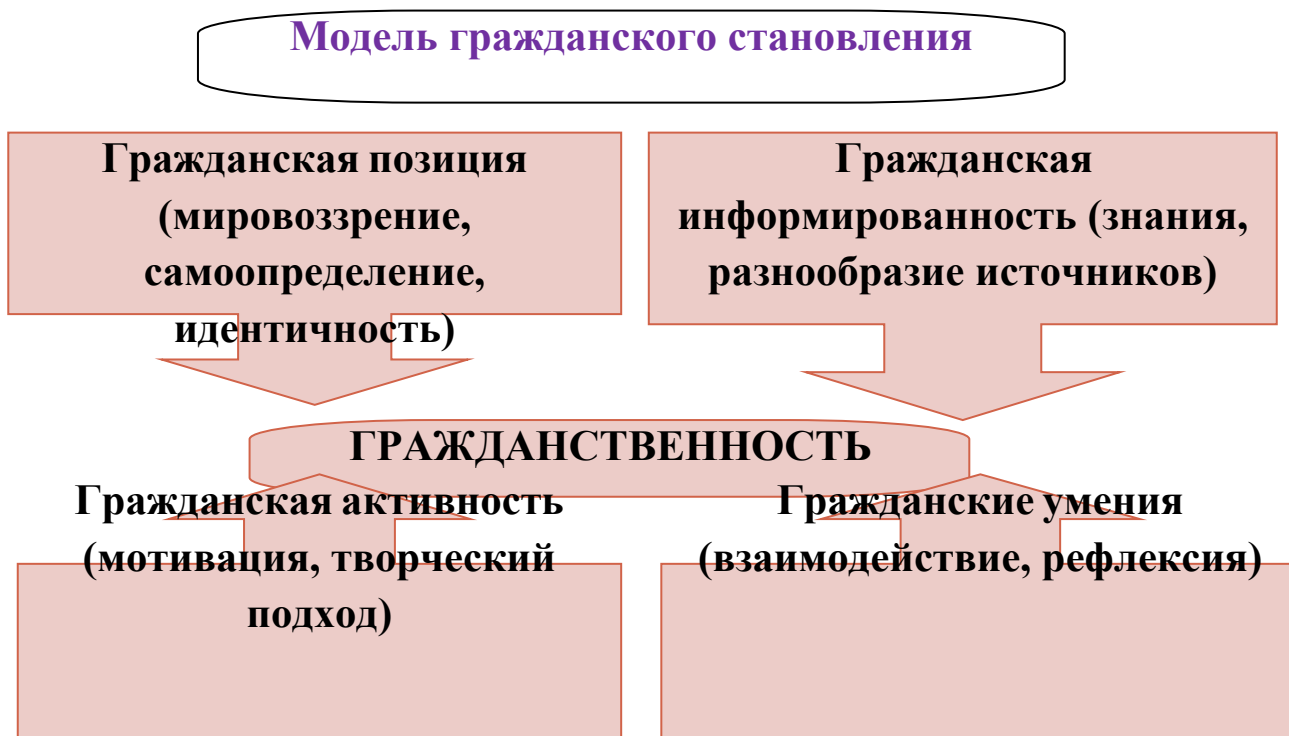 Модель гражданского становления
Гражданская позиция
(мировоззрение,
самоопределение,
идентичность)
Гражданская
информированность (знания,
разнообразие источников)
ГРАЖДАНСТВЕННОСТЬ
Гражданская активность
(мотивация, творческий
подход)
Гражданские умения
(взаимодействие, рефлексия)